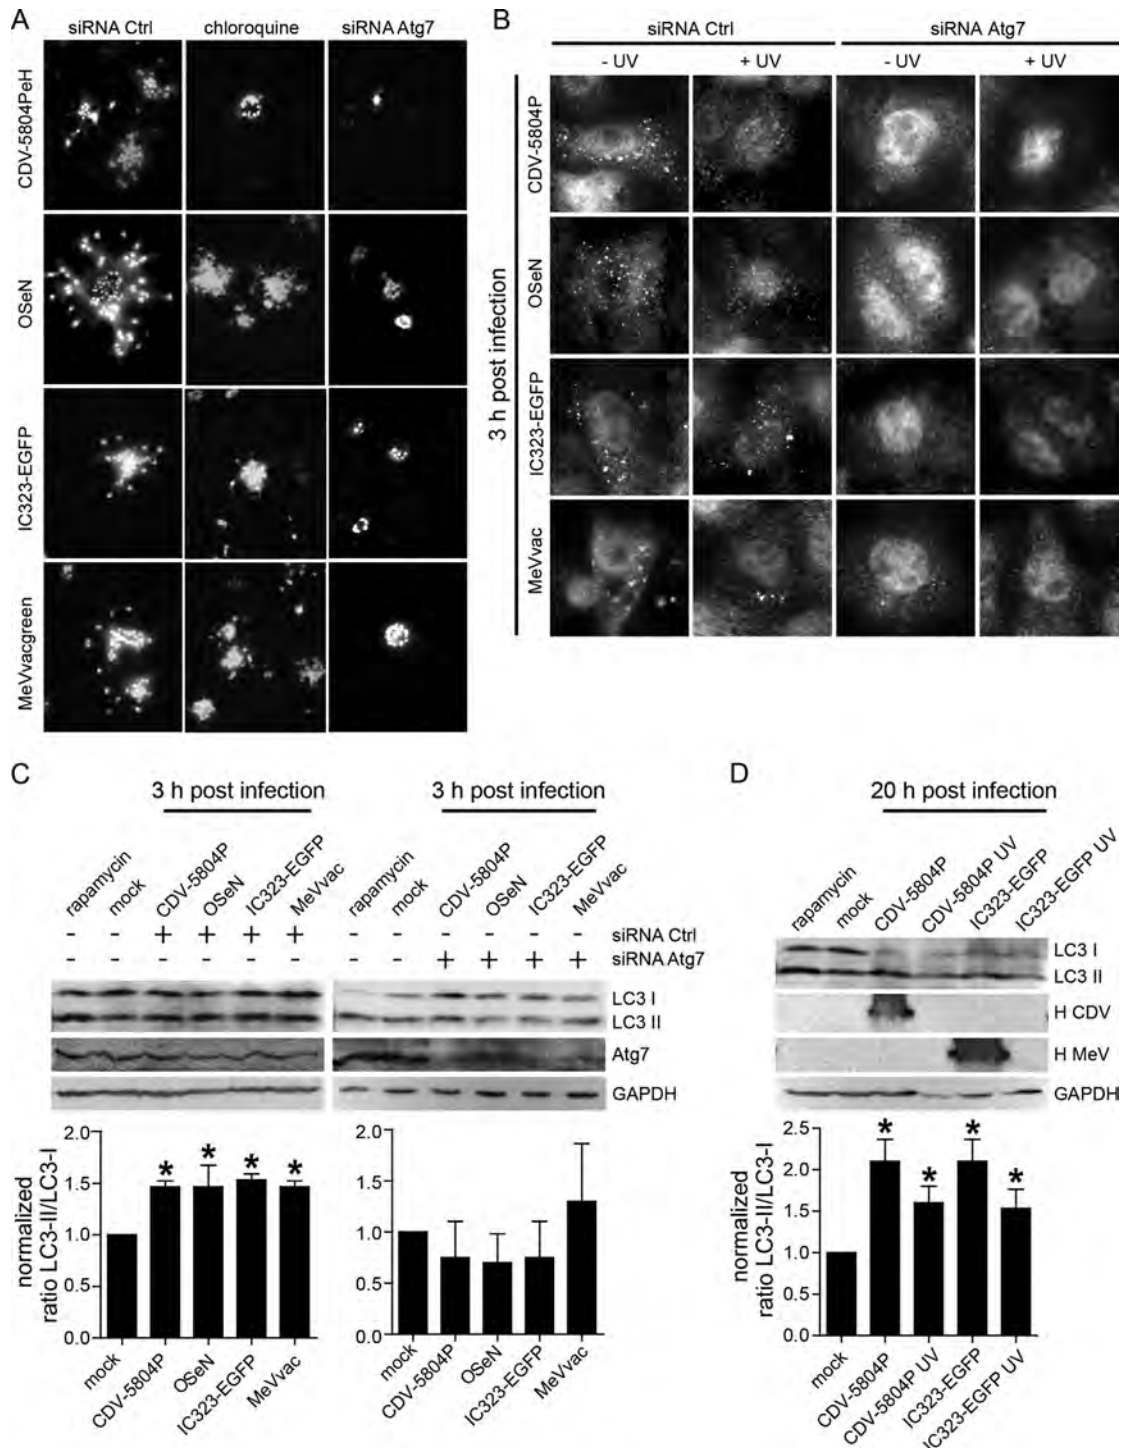 A
siRNA Ctrl chloroquine siRNA Atg7
CDV-5804PeH
OSeN
IC323-EGFP
MeVvacgreen
B
siRNA Ctrl siRNA Atg7
- UV + UV - UV + UV
3 h post infection
CDV-5804P
OSeN
IC323-EGFP
MeVvac
C
3 h post infection 3 h post infection
rapamycin mock CDV-5804P OSeN IC323-EGFP MeVvac rapamycin mock CDV-5804P OSeN IC323-EGFP MeVvac
- - + + + + - - - - - - siRNA Ctrl
- - - - - - - - + + + + siRNA Atg7
LC3 I
LC3 II
Atg7
GAPDH
normalized
ratio LC3-II/LC3-I
2.0
1.5
1.0
0.5
0.0
* * * *
mock CDV-5804P OSeN IC323-EGFP MeVvac
2.0
1.5
1.0
0.5
0.0
mock CDV-5804P OSeN IC323-EGFP MeVvac
D
20 h post infection
rapamycin mock CDV-5804P CDV-5804P UV IC323-EGFP IC323-EGFP UV
LC3 I
LC3 II
H CDV
H MeV
GAPDH
normalized
ratio LC3-II/LC3-I
2.5
2.0
1.5
1.0
0.5
0.0
* * * *
mock CDV-5804P CDV-5804P UV IC323-EGFP IC323-EGFP UV